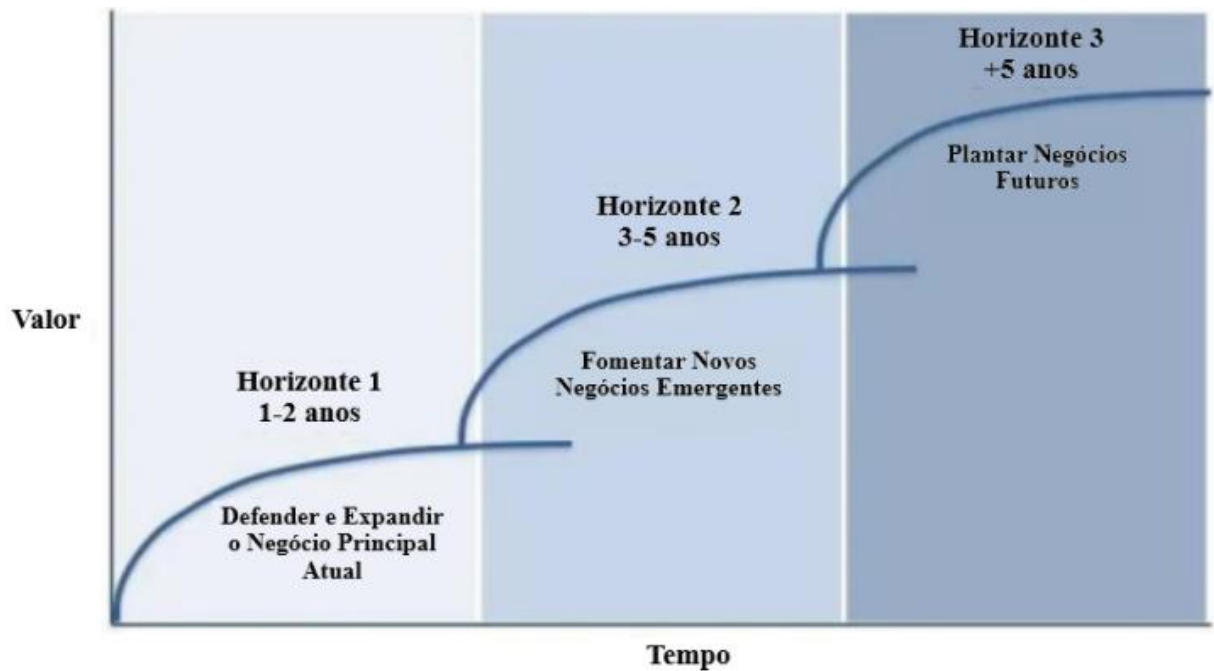 Horizonte 3
+5 anos
Plantar Negócios
Futuros
Horizonte 2
3-5 anos
Valor
Fomentar Novos
Negócios Emergentes
Horizonte 1
1-2 anos
Defender e Expandir
o Negócio Principal
Atual
Tempo